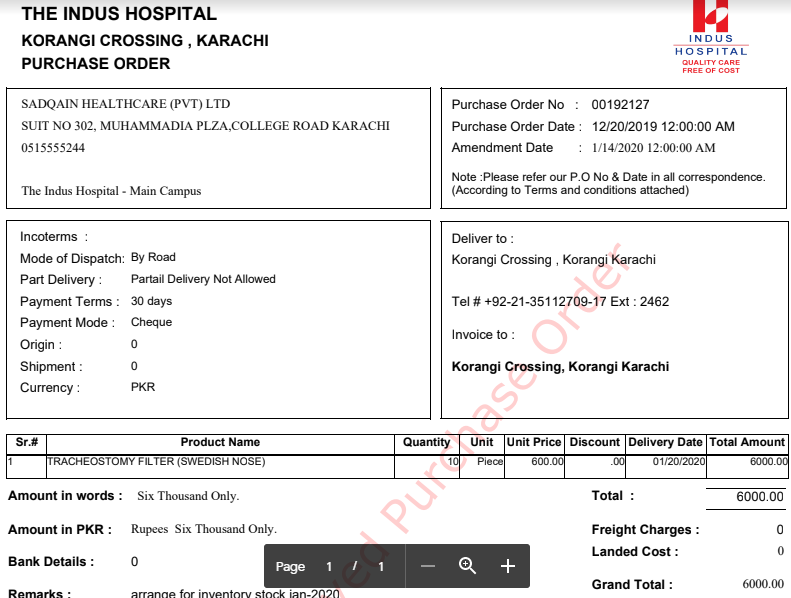 THE INDUS HOSPITAL
KORANGI CROSSING , KARACHI
PURCHASE ORDER
INDUS
HOSPITAL
QUALITY CARE
FREE OF COST
SADQAIN HEALTHCARE (PVT) LTD
SUIT NO 302, MUHAMMADIA PLZA,COLLEGE ROAD KARACHI
0515555244
The Indus Hospital - Main Campus
Purchase Order No : 00192127
Purchase Order Date : 12/20/2019 12:00:00 AM
Amendment Date : 1/14/2020 12:00:00 AM
Note :Please refer our P.O No & Date in all correspondence.
(According to Terms and conditions attached)
Incoterms :
Mode of Dispatch: By Road
Part Delivery : Partail Delivery Not Allowed
Payment Terms : 30 days
Payment Mode : Cheque
Origin : 0
Shipment : 0
Currency : PKR
Deliver to :
Korangi Crossing , Korangi Karachi
Tel # +92-21-35112709-17 Ext : 2462
Invoice to :
Korangi Crossing, Korangi Karachi
Sr.# Product Name Quantity Unit Unit Price Discount Delivery Date Total Amount
1 TRACHEOSTOMY FILTER (SWEDISH NOSE) 10 Piece 600.00 .00 01/20/2020 6000.00
Amount in words : Six Thousand Only.
Total : 6000.00
Amount in PKR : Rupees Six Thousand Only.
Freight Charges : 0
Landed Cost : 0
Bank Details : 0
Grand Total : 6000.00
Remarks : arrange for inventory stock jan-2020
Purchase Order
Page 1 / 1